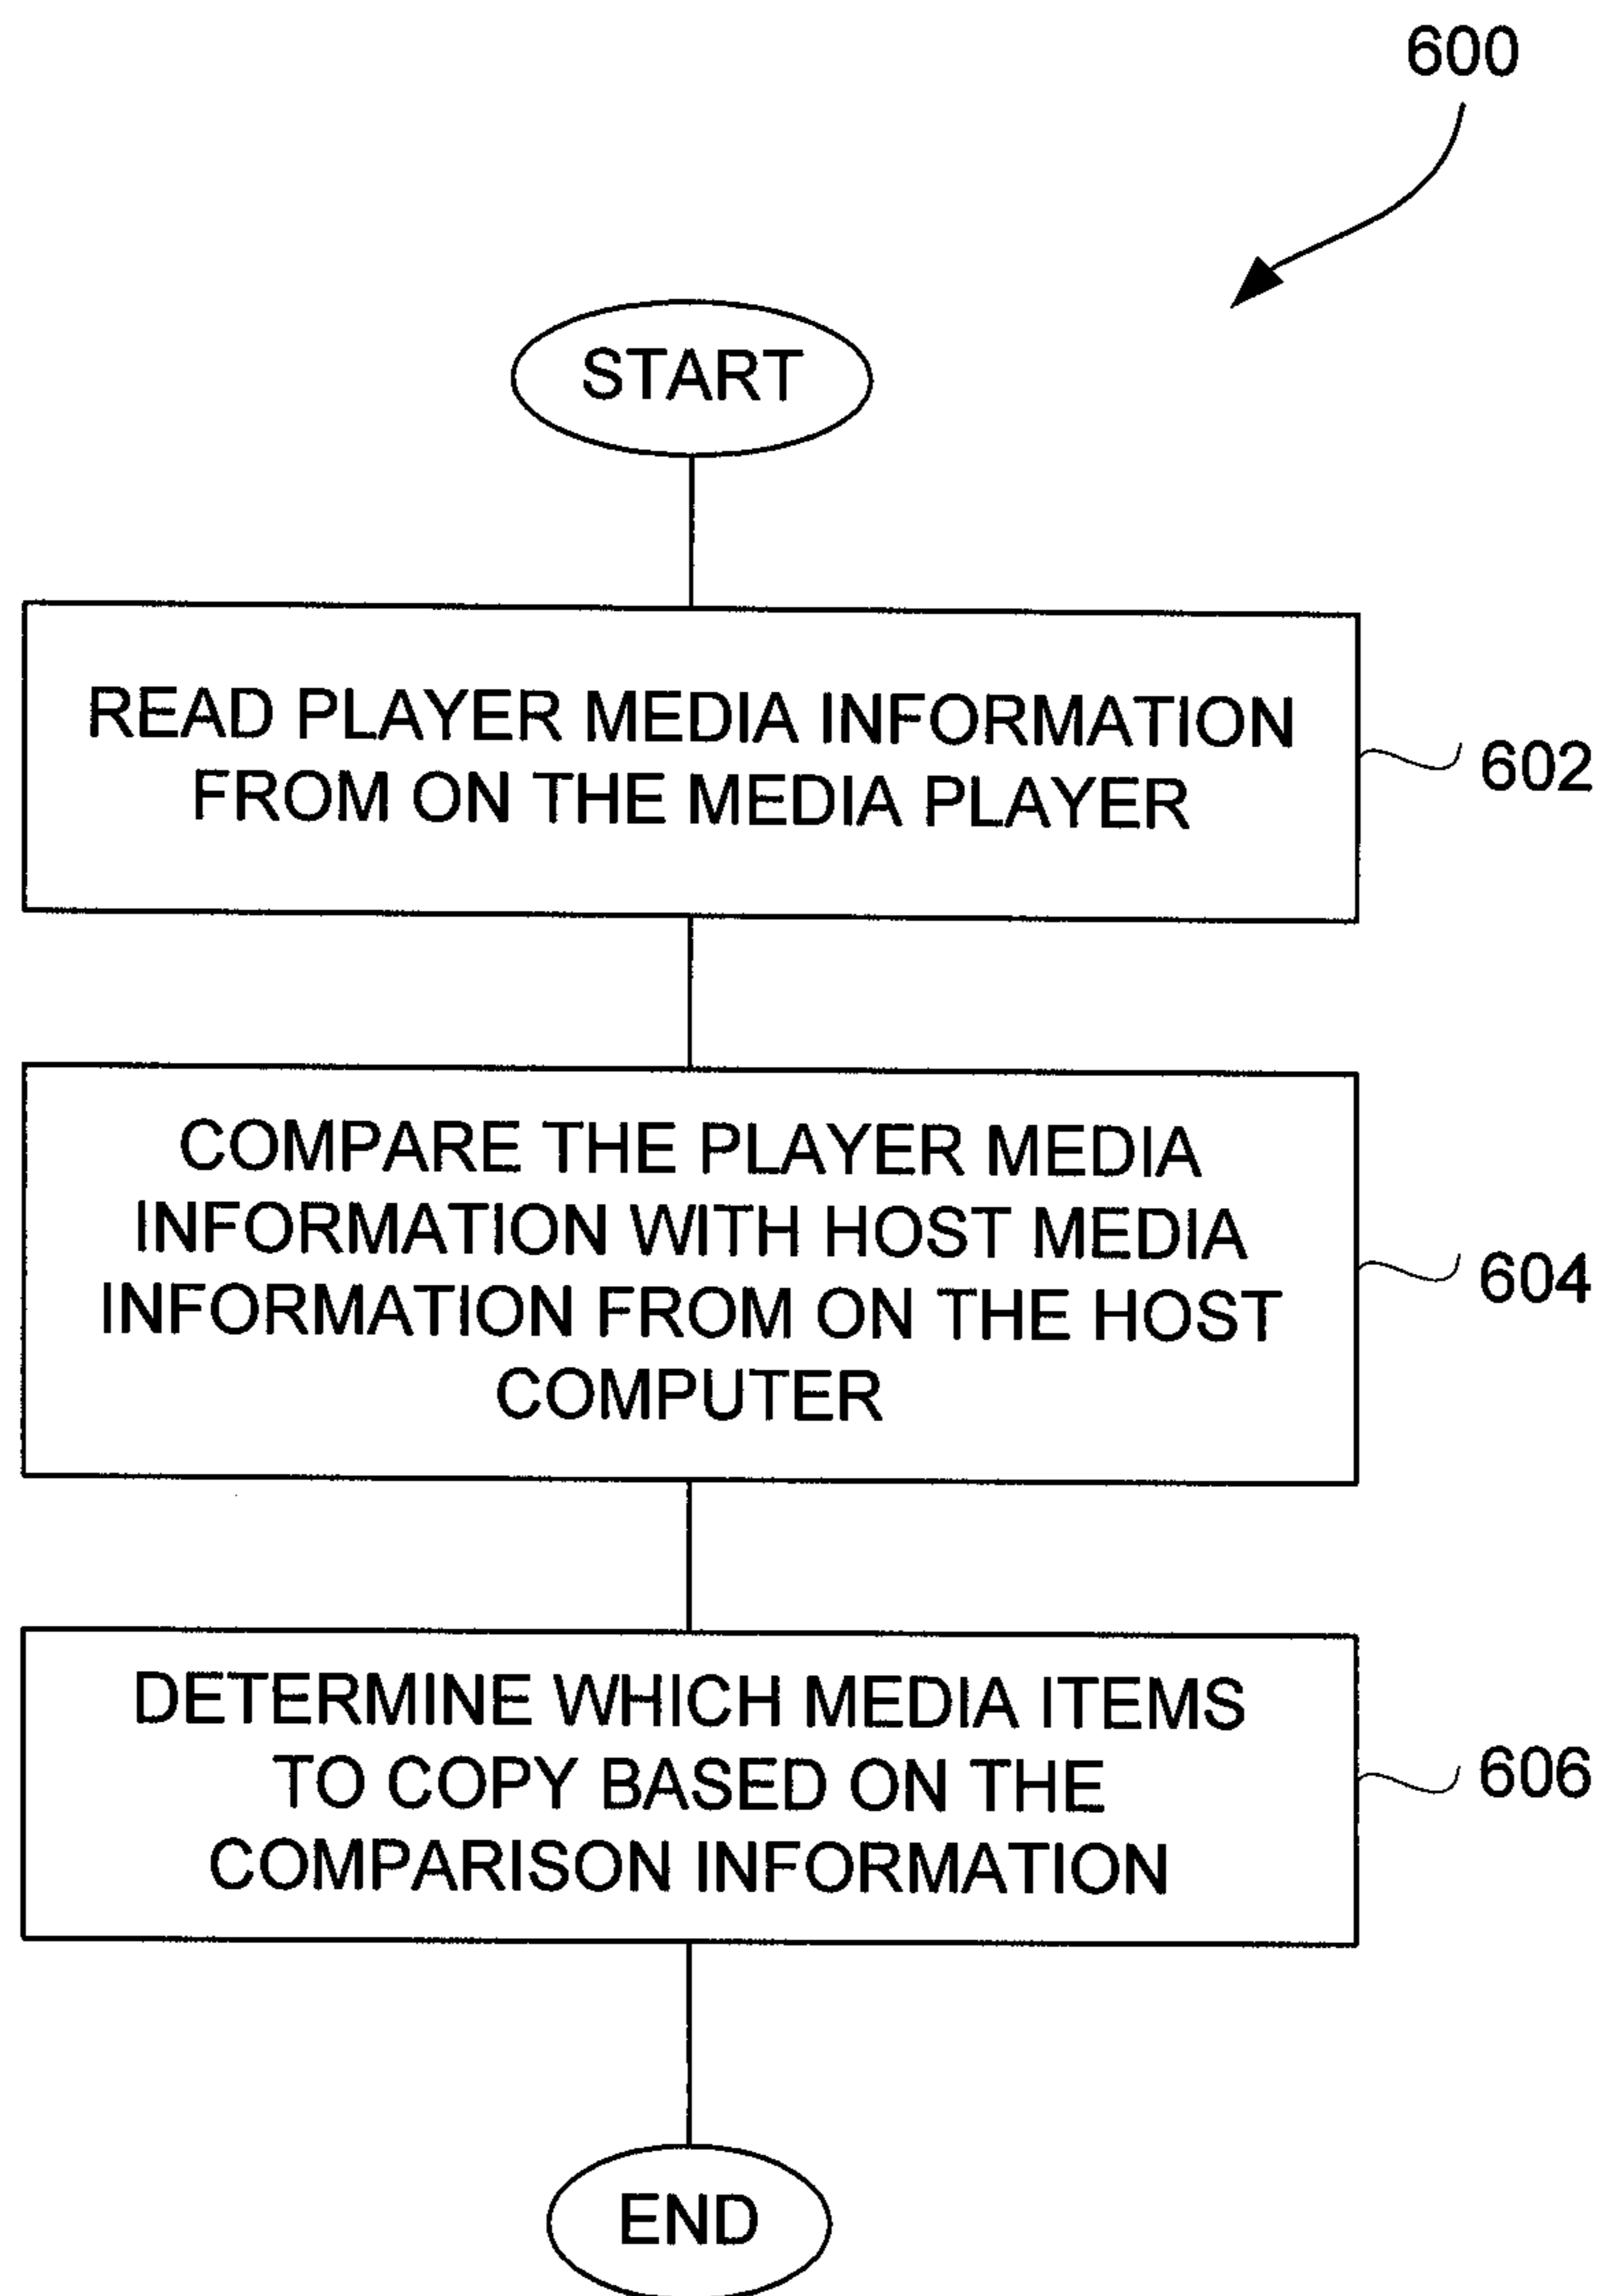 600
START
READ PLAYER MEDIA INFORMATION
FROM ON THE MEDIA PLAYER
602
COMPARE THE PLAYER MEDIA
INFORMATION WITH HOST MEDIA
INFORMATION FROM ON THE HOST
COMPUTER
604
DETERMINE WHICH MEDIA ITEMS
TO COPY BASED ON THE
COMPARISON INFORMATION
606
END